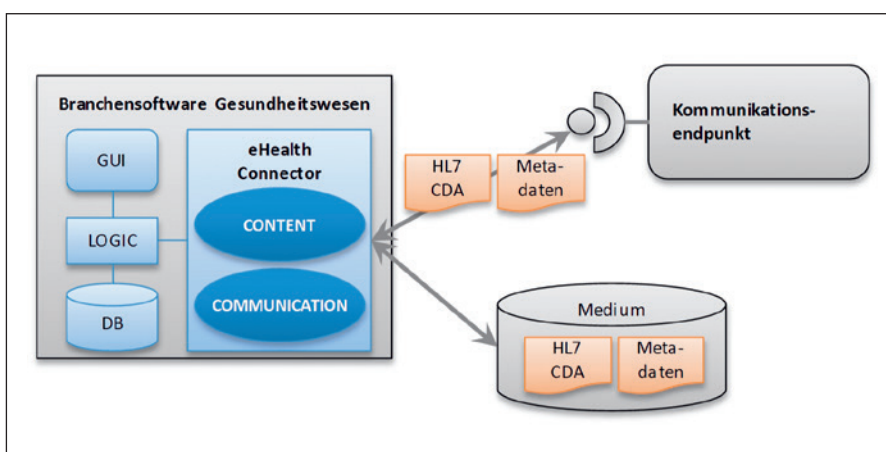 Branchensoftware Gesundheitswesen
GUI
LOGIC
DB
eHealth
Connector
CONTENT
COMMUNICATION
HL7
CDA
Meta-
daten
Kommunikations-
endpunkt
Medium
HL7
CDA
Meta-
daten